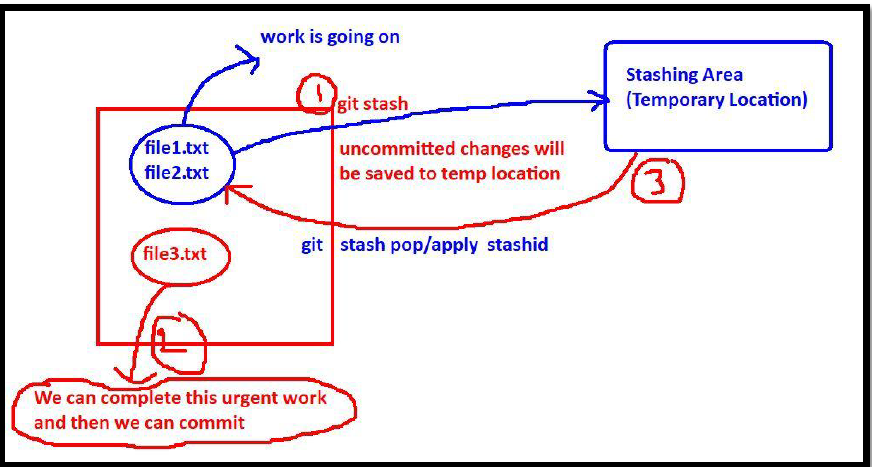 work is going on
Stashing Area
(Temporary Location)
1
git stash
file1.txt
file2.txt
uncommitted changes will
be saved to temp location
3
git stash pop/apply stashid
file3.txt
2
We can complete this urgent work
and then we can commit